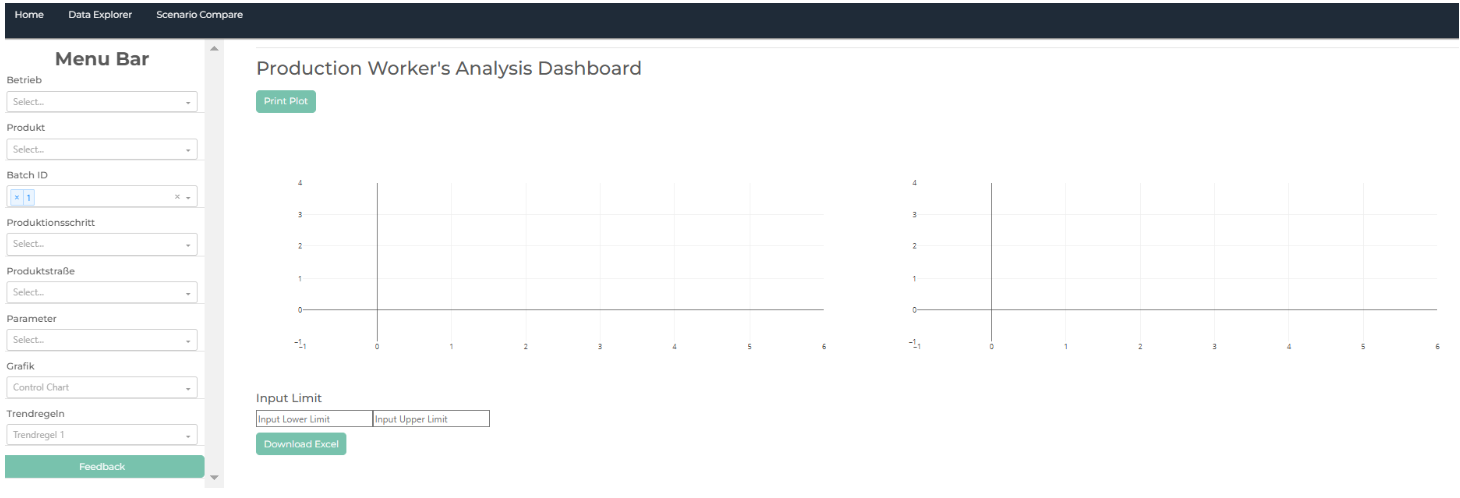 Home Data Explorer Scenario Compare
Menu Bar
Betrieb
Select...
Produkt
Select...
Batch ID
× 1 ×
Produktionsschritt
Select...
Produktstraße
Select...
Parameter
Select...
Grafik
Control Chart
Trendregeln
Trendregel 1
Feedback
Production Worker's Analysis Dashboard
Print Plot
4
3
2
1
0
−1
−1 0 1 2 3 4 5 6
4
3
2
1
0
−1
−1 0 1 2 3 4 5 6
Input Limit
Input Lower Limit Input Upper Limit
Download Excel